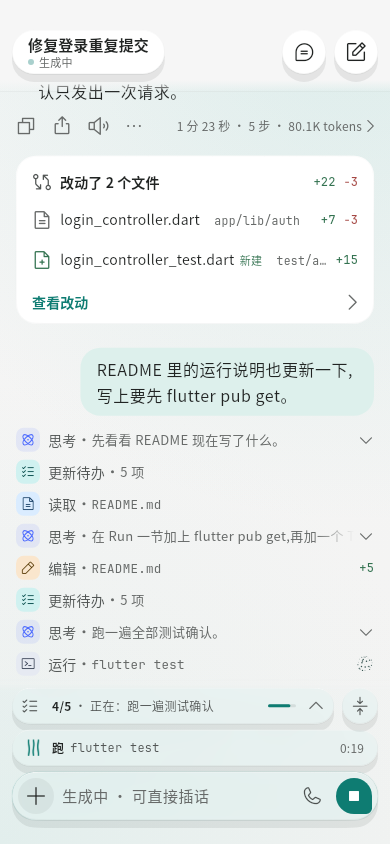 修复登录重复提交
生成中
认只发出一次请求。
1 分 23 秒 · 5 步 · 80.1K tokens
改动了 2 个文件 +22 -3
login_controller.dart app/lib/auth +7 -3
login_controller_test.dart 新建 test/a… +15
查看改动
README 里的运行说明也更新一下,
写上要先 flutter pub get。
思考 · 先看看 README 现在写了什么。
更新待办 · 5 项
读取 · README.md
思考 · 在 Run 一节加上 flutter pub get,再加一个
编辑 · README.md +5
更新待办 · 5 项
思考 · 跑一遍全部测试确认。
运行 · flutter test
4/5 · 正在: 跑一遍测试确认
跑 flutter test 0:19
生成中 · 可直接插话